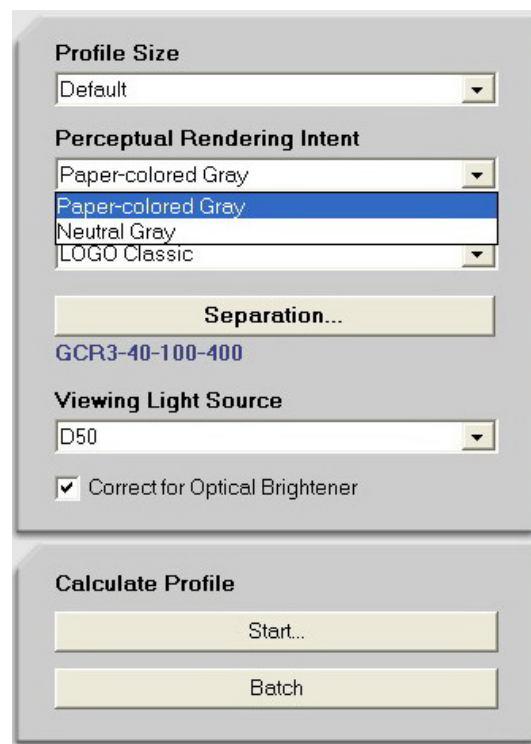 Profile Size
Default
Perceptual Rendering Intent
Paper-colored Gray
Paper-colored Gray
Neutral Gray
LOGO Classic
Separation...
GCR3-40-100-400
Viewing Light Source
D50
Correct for Optical Brightener
Calculate Profile
Start...
Batch